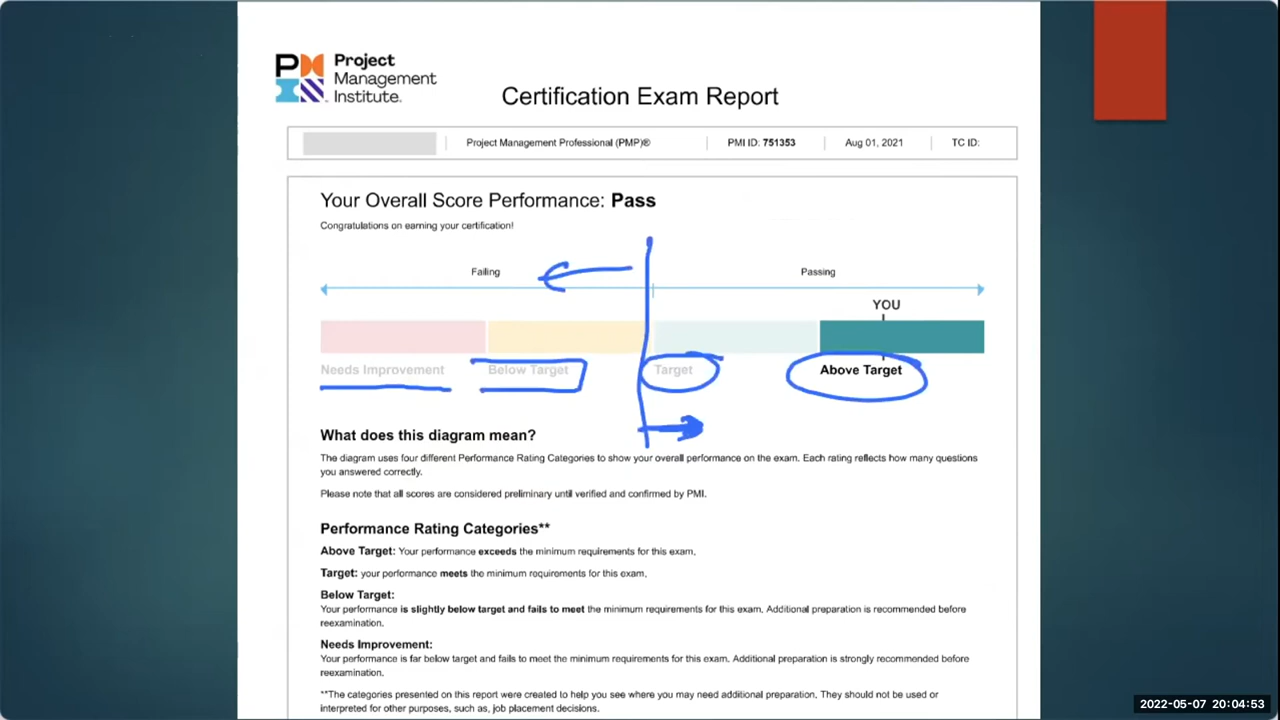 Project
Management
Institute.
Certification Exam Report
Project Management Professional (PMP)® PMI ID: 751353 Aug 01, 2021 TC ID:
Your Overall Score Performance: Pass
Congratulations on earning your certification!
Failing Passing
YOU
Needs Improvement Below Target Target Above Target
What does this diagram mean?
The diagram uses four different Performance Rating Categories to show your overall performance on the exam. Each rating reflects how many questions
you answered correctly.
Please note that all scores are considered preliminary until verified and confirmed by PMI.
Performance Rating Categories**
Above Target: Your performance exceeds the minimum requirements for this exam.
Target: your performance meets the minimum requirements for this exam.
Below Target:
Your performance is slightly below target and fails to meet the minimum requirements for this exam. Additional preparation is recommended before
reexamination.
Needs Improvement:
Your performance is far below target and fails to meet the minimum requirements for this exam. Additional preparation is strongly recommended before
reexamination.
**The categories presented on this report were created to help you see where you may need additional preparation. They should not be used or
interpreted for other purposes, such as, job placement decisions.
2022-05-07 20:04:53